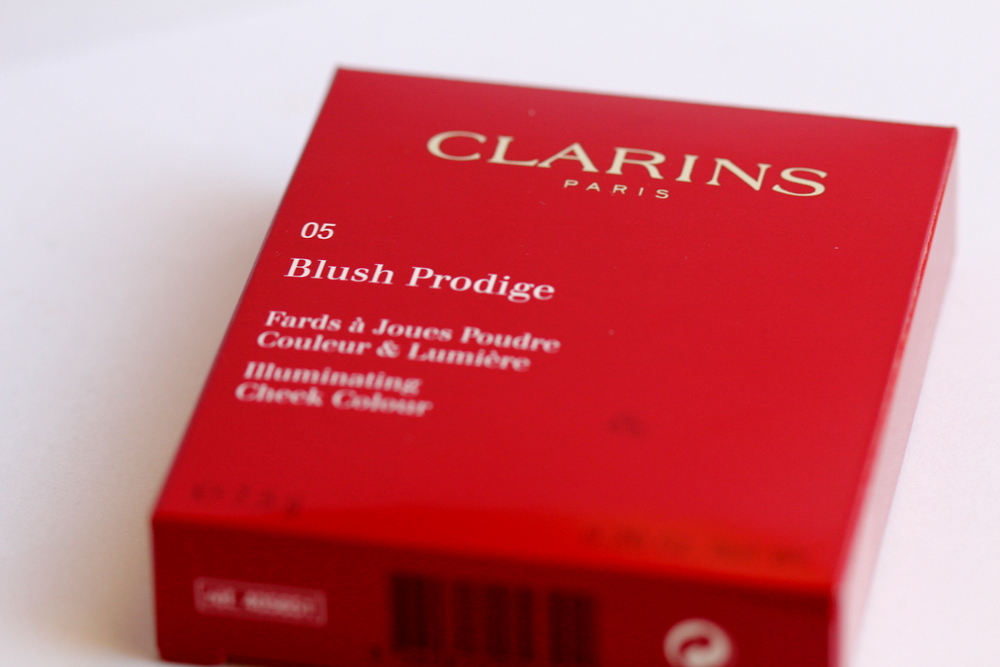 CLARINS
PARIS
05
Blush Prodige
Fards à Joues Poudre
Couleur & Lumière
Illuminating
Cheek Colour